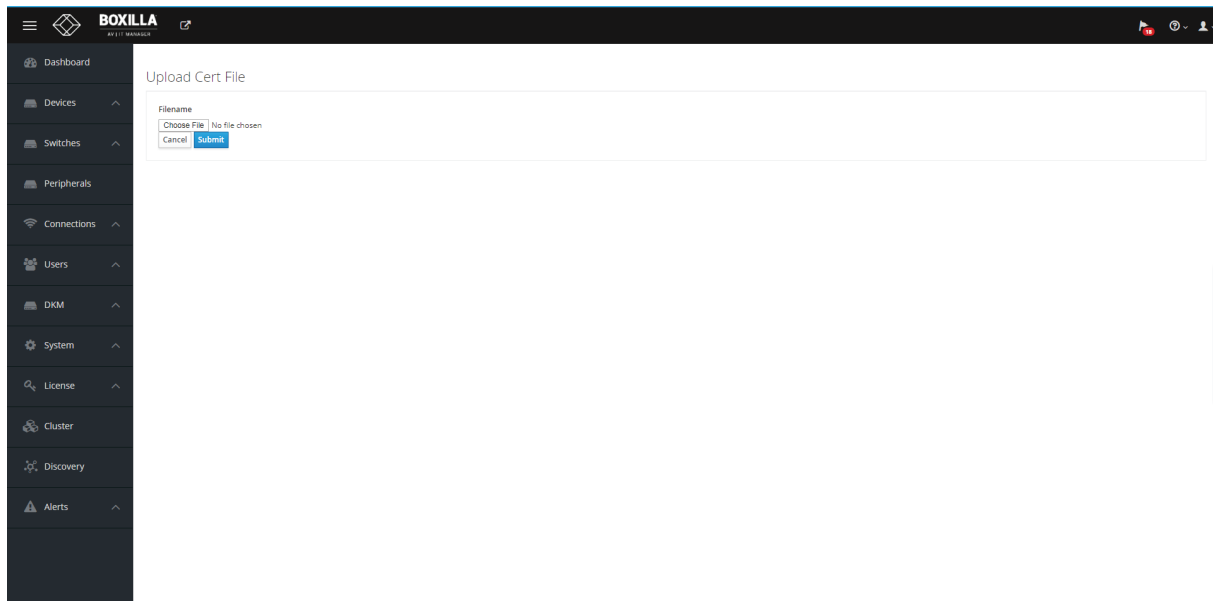 BOXILLA
AV | IT MANAGER
18
Dashboard
Devices
Switches
Peripherals
Connections
Users
DKM
System
License
Cluster
Discovery
Alerts
Upload Cert File
Filename
Choose File No file chosen
Cancel Submit